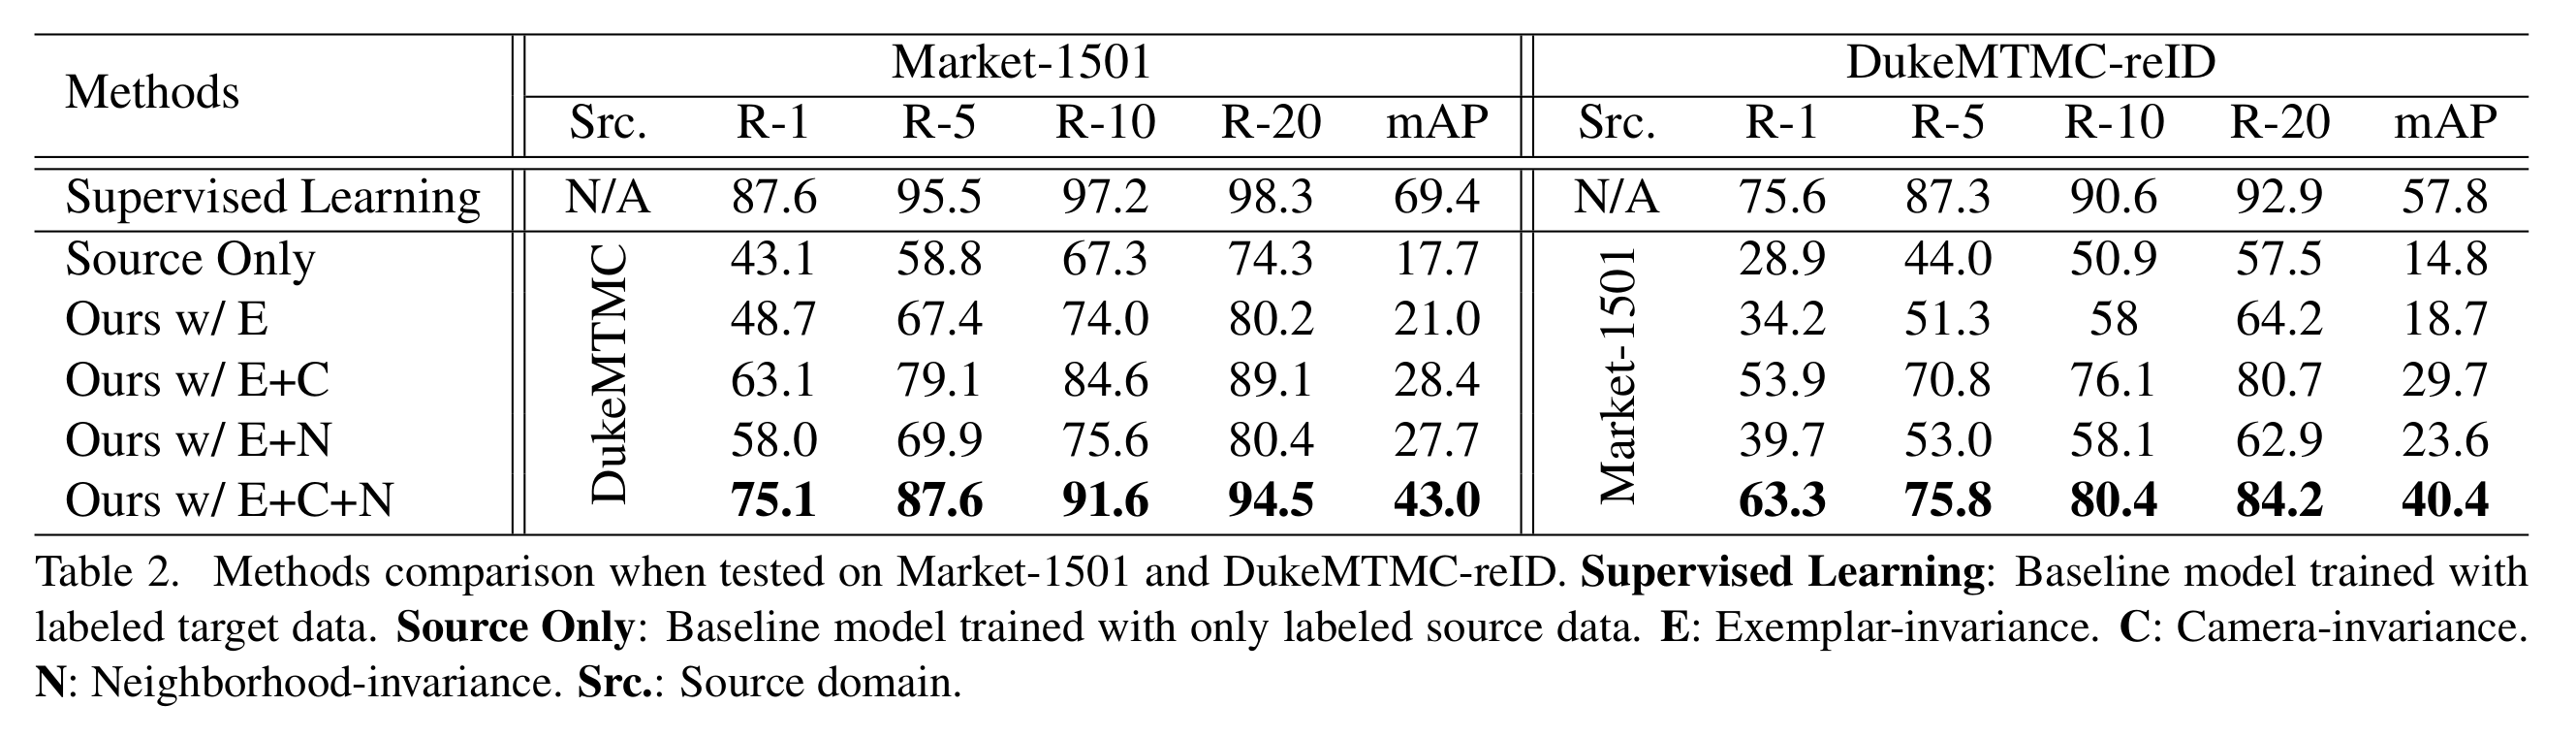 Methods Market-1501 DukeMTMC-reID
Src. R-1 R-5 R-10 R-20 mAP Src. R-1 R-5 R-10 R-20 mAP
Supervised Learning N/A 87.6 95.5 97.2 98.3 69.4 N/A 75.6 87.3 90.6 92.9 57.8
Source Only DukeMTMC 43.1 58.8 67.3 74.3 17.7 Market-1501 28.9 44.0 50.9 57.5 14.8
Ours w/ E 48.7 67.4 74.0 80.2 21.0 34.2 51.3 58 64.2 18.7
Ours w/ E+C 63.1 79.1 84.6 89.1 28.4 53.9 70.8 76.1 80.7 29.7
Ours w/ E+N 58.0 69.9 75.6 80.4 27.7 39.7 53.0 58.1 62.9 23.6
Ours w/ E+C+N 75.1 87.6 91.6 94.5 43.0 63.3 75.8 80.4 84.2 40.4
Table 2. Methods comparison when tested on Market-1501 and DukeMTMC-reID. Supervised Learning: Baseline model trained with
labeled target data. Source Only: Baseline model trained with only labeled source data. E: Exemplar-invariance. C: Camera-invariance.
N: Neighborhood-invariance. Src.: Source domain.